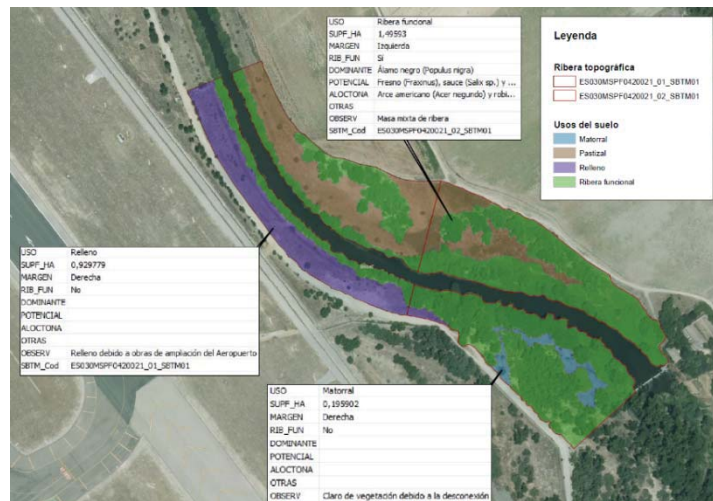 USO Ribera funcional
SUPF_HA 1,49593
MARGEN Izquierda
RIB_FUN Sí
DOMINANTE Álamo negro (Populus nigra)
POTENCIAL Fresno (Fraxinus), sauce (Salix sp.) y ...
ALOCTONA Arce americano (Acer negundo) y robi...
OTRAS
OBSERV Masa mixta de ribera
SBTM_Cod ES030MSPF0420021_02_SBTM01
Leyenda
Ribera topográfica
ES030MSPF0420021_01_SBTM01
ES030MSPF0420021_02_SBTM01
Usos del suelo
Matorral
Pastizal
Relleno
Ribera funcional
USO Relleno
SUPF_HA 0,929779
MARGEN Derecha
RIB_FUN No
DOMINANTE
POTENCIAL
ALOCTONA
OTRAS
OBSERV Relleno debido a obras de ampliación del Aeropuerto
SBTM_Cod ES030MSPF0420021_01_SBTM01
USO Matorral
SUPF_HA 0,195902
MARGEN Derecha
RIB_FUN No
DOMINANTE
POTENCIAL
ALOCTONA
OTRAS
OBSERV Claro de vegetación debido a la desconexión